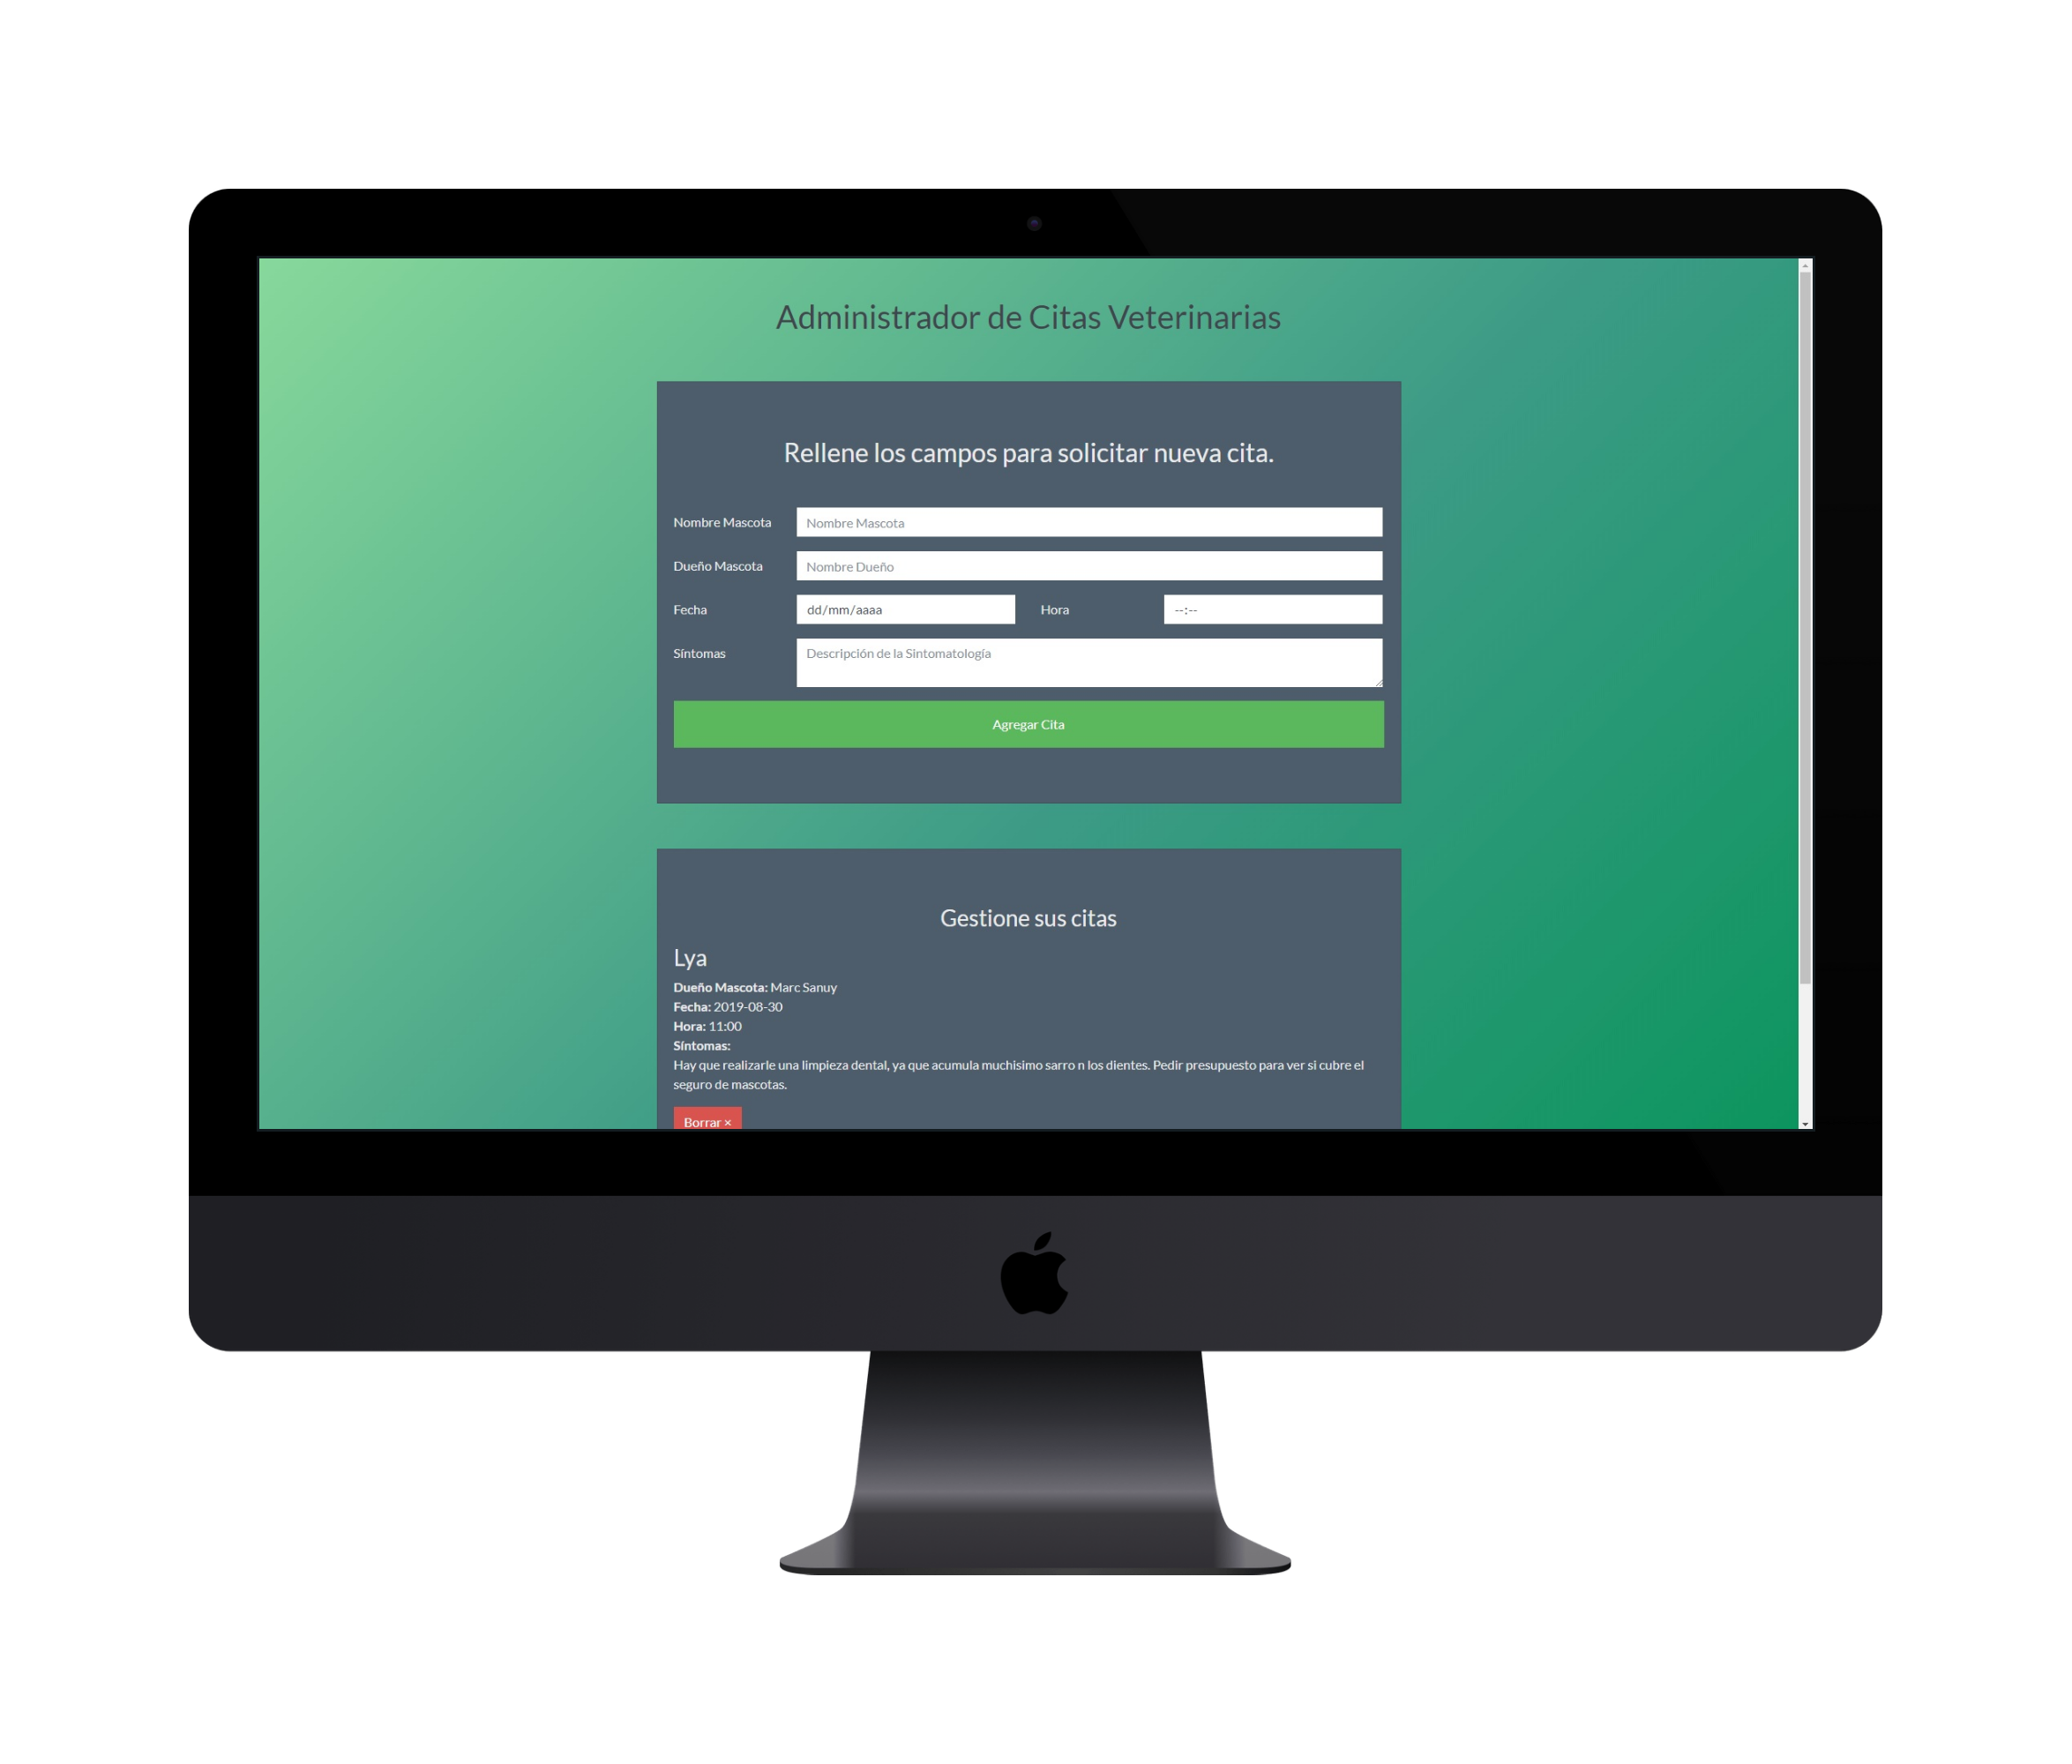 Administrador de Citas Veterinarias
Rellene los campos para solicitar nueva cita.
Nombre Mascota Nombre Mascota
Dueño Mascota Nombre Dueño
Fecha dd/mm/aaaa Hora --:--
Síntomas Descripción de la Sintomatología
Agregar Cita
Gestione sus citas
Lya
Dueño Mascota: Marc Sanuy
Fecha: 2019-08-30
Hora: 11:00
Síntomas:
Hay que realizarle una limpieza dental, ya que acumula muchisimo sarro n los dientes. Pedir presupuesto para ver si cubre el
seguro de mascotas.
Borrar ×